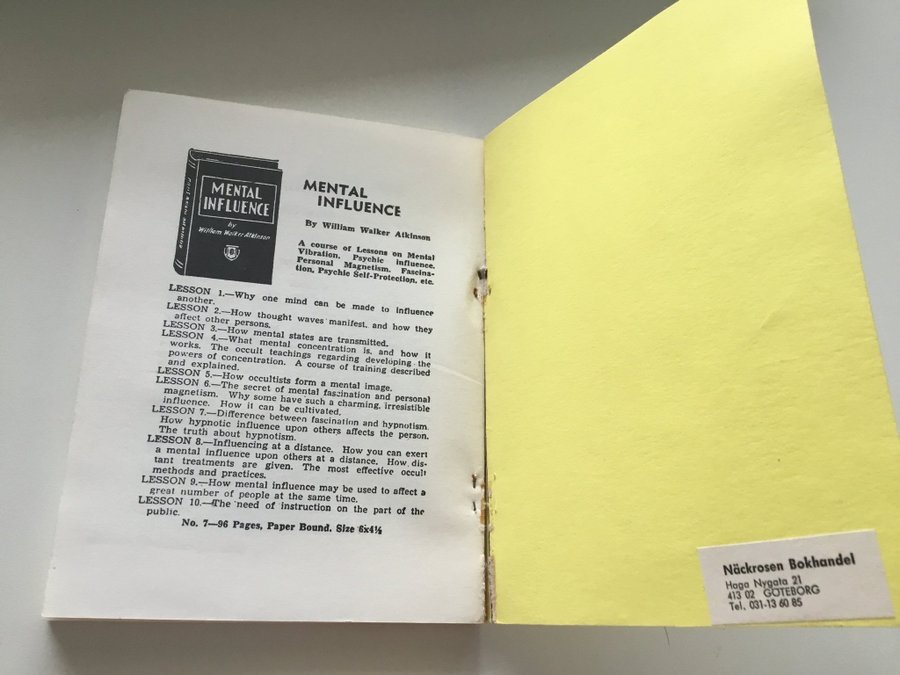 MENTAL
INFLUENCE
by
William Walker Atkinson
MENTAL
INFLUENCE
By William Walker Atkinson
A course of Lessons on Mental
Vibration, Psychic influence,
Personal Magnetism, Fascina-
tion, Psychic Self-Protection, etc.
LESSON 1.—Why one mind can be made to influence
another.
LESSON 2.—How thought waves manifest, and how they
affect other persons.
LESSON 3.—How mental states are transmitted.
LESSON 4.—What mental concentration is, and how it
works. The occult teachings regarding developing the
powers of concentration. A course of training described
and explained.
LESSON 5.—How occultists form a mental image.
LESSON 6.—The secret of mental fascination and personal
magnetism. Why some have such a charming, irresistible
influence. How it can be cultivated.
LESSON 7.—Difference between fascination and hypnotism.
How hypnotic influence upon others affects the person.
The truth about hypnotism.
LESSON 8.—Influencing at a distance. How you can exert
a mental influence upon others at a distance. How dis-
tant treatments are given. The most effective occult
methods and practices.
LESSON 9.—How mental influence may be used to affect a
great number of people at the same time.
LESSON 10.—The need of instruction on the part of the
public.
No. 7—96 Pages, Paper Bound. Size 6x4½
Näckrosen Bokhandel
Haga Nygata 21
413 02 GÖTEBORG
Tel. 031-13 60 85